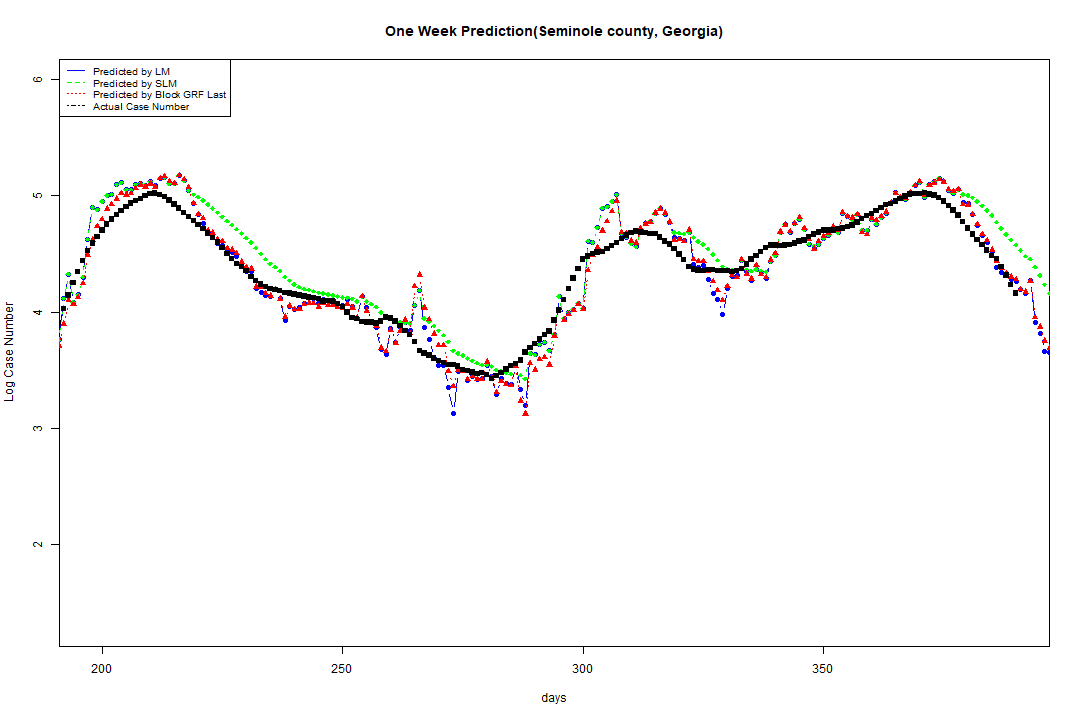 One Week Prediction(Seminole county, Georgia)
Predicted by LM
Predicted by SLM
Predicted by Block GRF Last
Actual Case Number
6
5
4
3
2
Log Case Number
200 250 300 350
days